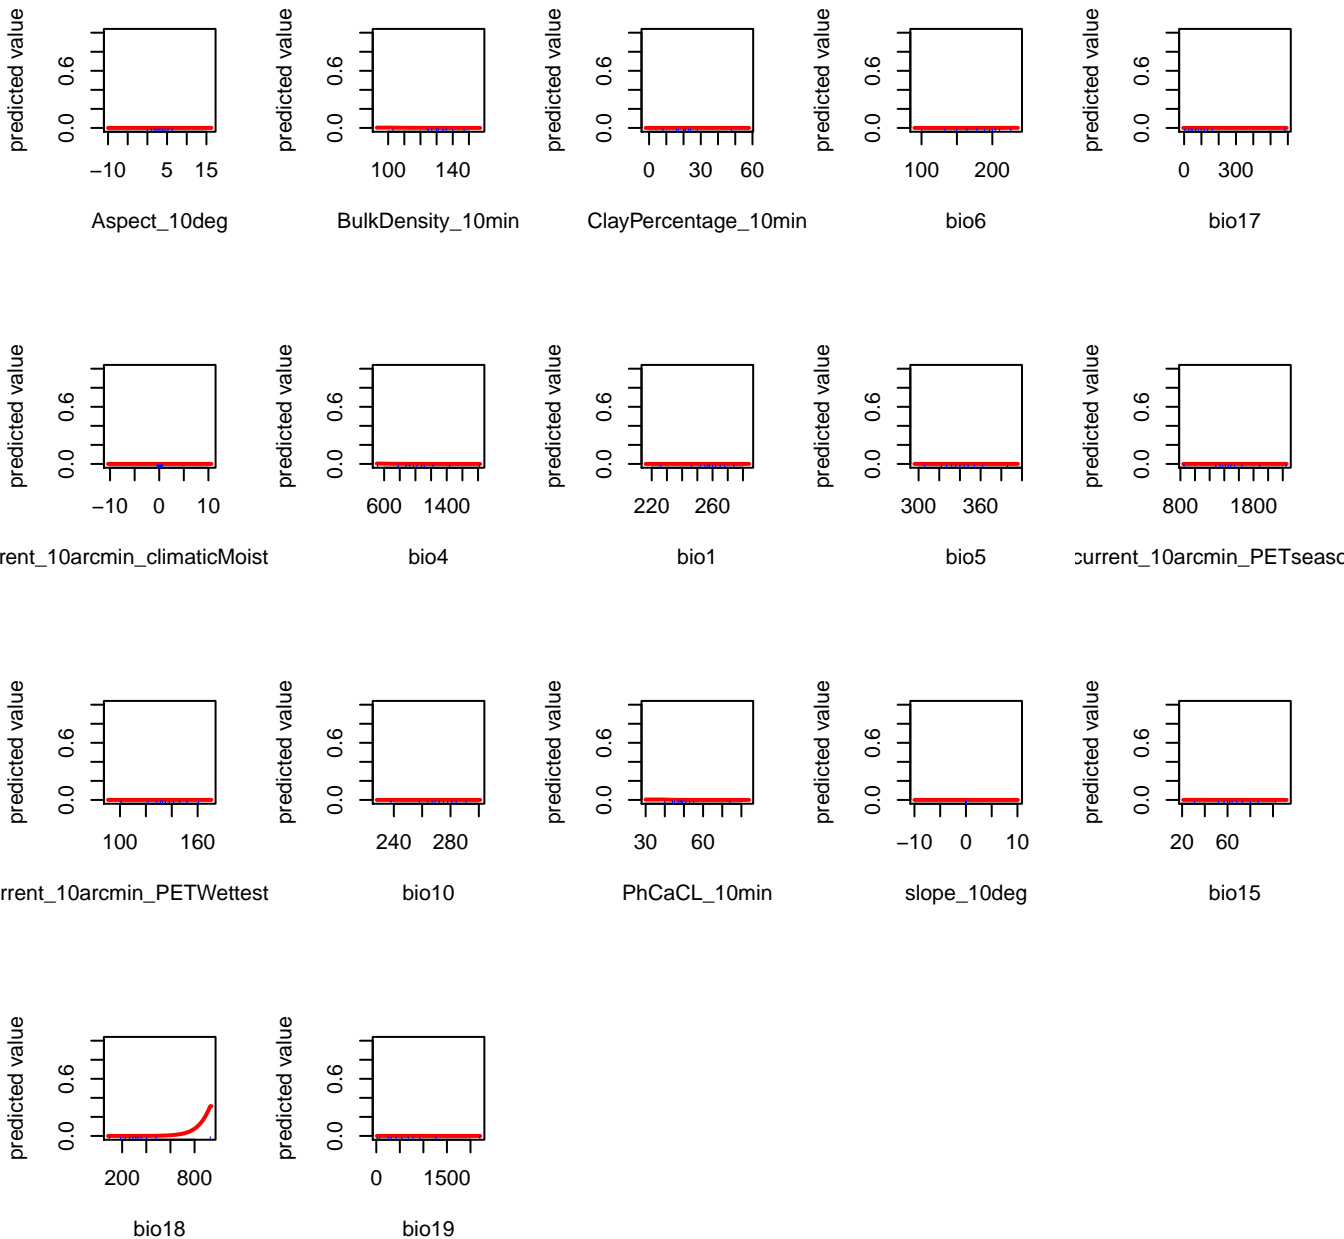 predicted value
0.0 0.6
−10 5 15
Aspect_10deg
predicted value
0.0 0.6
100 140
BulkDensity_10min
predicted value
0.0 0.6
0 30 60
ClayPercentage_10min
predicted value
0.0 0.6
100 200
bio6
predicted value
0.0 0.6
0 300
bio17
predicted value
0.0 0.6
−10 0 10
rent_10arcmin_climaticMoist
predicted value
0.0 0.6
600 1400
bio4
predicted value
0.0 0.6
220 260
bio1
predicted value
0.0 0.6
300 360
bio5
predicted value
0.0 0.6
800 1800
current_10arcmin_PETseaso
predicted value
0.0 0.6
100 160
rrent_10arcmin_PETWettest
predicted value
0.0 0.6
240 280
bio10
predicted value
0.0 0.6
30 60
PhCaCL_10min
predicted value
0.0 0.6
−10 0 10
slope_10deg
predicted value
0.0 0.6
20 60
bio15
predicted value
0.0 0.6
200 800
bio18
predicted value
0.0 0.6
0 1500
bio19